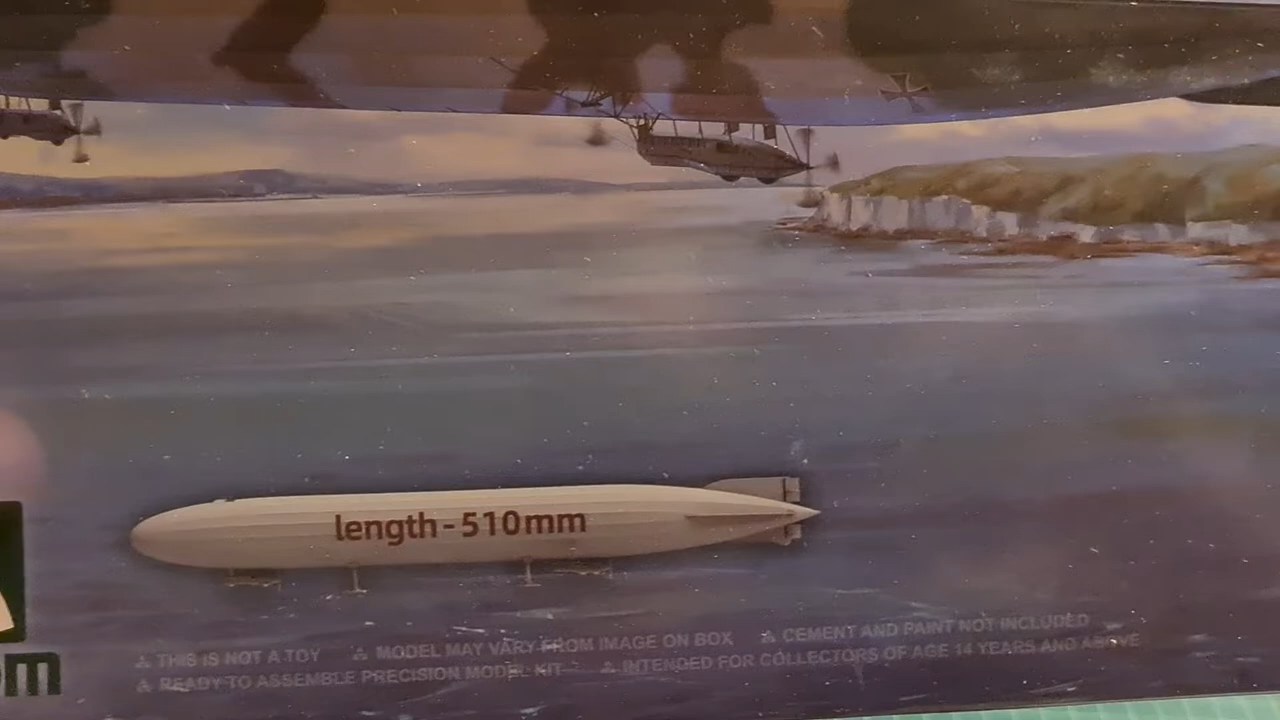 length-510mm
THIS IS NOT A TOY MODEL MAY VARY FROM IMAGE ON BOX CEMENT AND PAINT NOT INCLUDED
READY TO ASSEMBLE PRECISION MODEL KIT INTENDED FOR COLLECTORS OF AGE 14 YEARS AND ABOVE
om